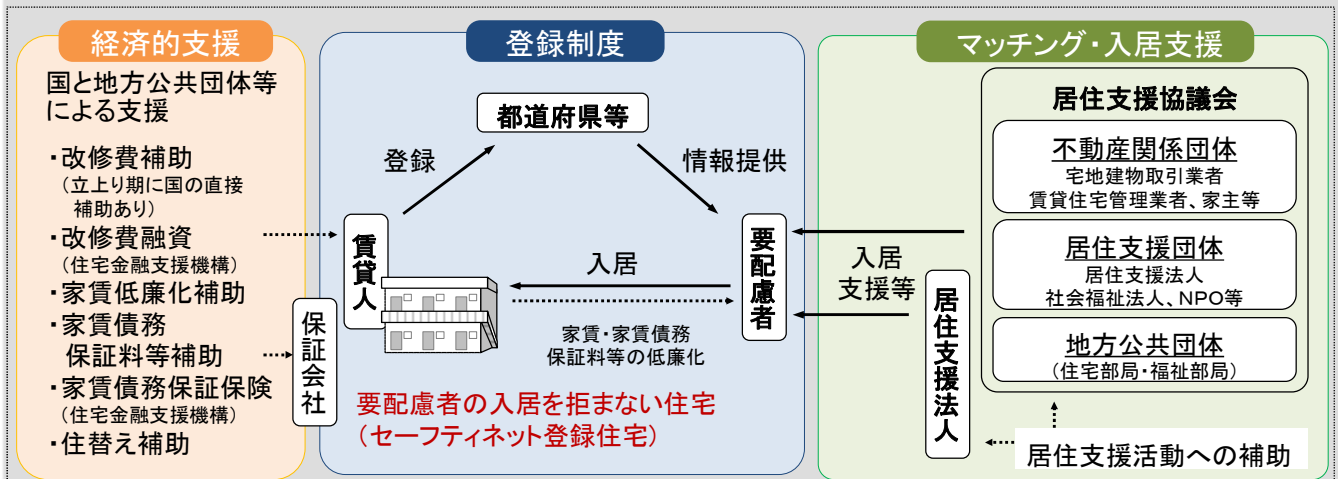 経済的支援
国と地方公共団体等
による支援
・改修費補助
(立上り期に国の直接
補助あり)
・改修費融資
(住宅金融支援機構)
・家賃低廉化補助
・家賃債務
保証料等補助
・家賃債務保証保険
(住宅金融支援機構)
・住替え補助
保証会社
登録制度
都道府県等
登録
情報提供
賃貸人
要配慮者
入居
家賃・家賃債務
保証料等の低廉化
要配慮者の入居を拒まない住宅
(セーフティネット登録住宅)
マッチング・入居支援
居住支援協議会
不動産関係団体
宅地建物取引業者
賃貸住宅管理業者、家主等
居住支援団体
居住支援法人
社会福祉法人、NPO等
地方公共団体
(住宅部局・福祉部局)
入居
支援等
居住支援法人
居住支援活動への補助